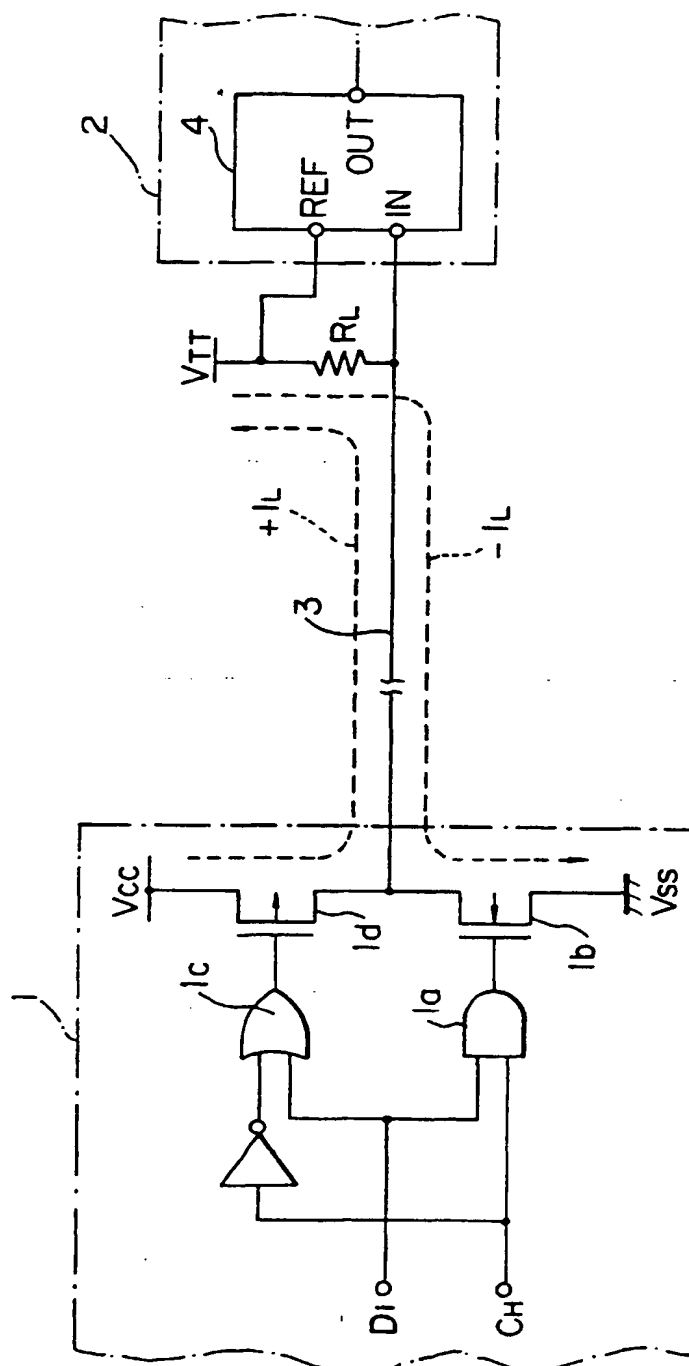 1
VCC
1c
1d
1a
1b
VSS
DI
CH
3
+IL
-IL
VTT
RL
2
4
REF
IN
OUT